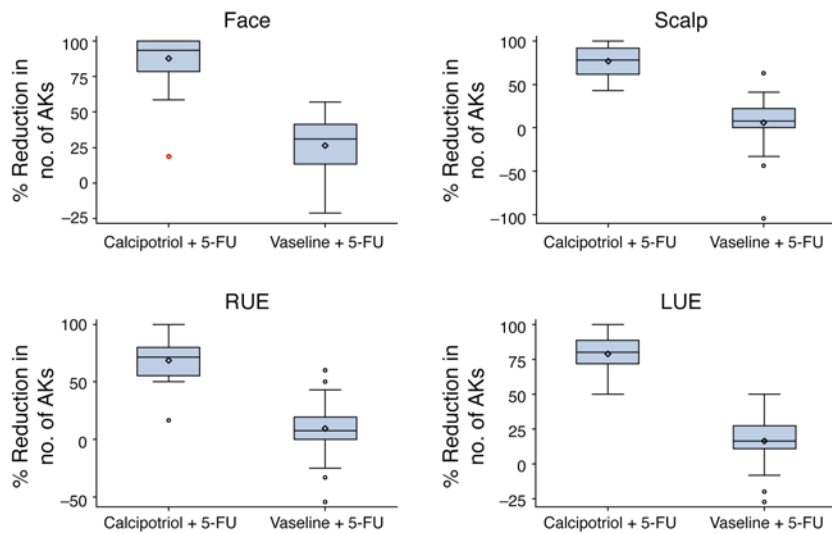 Face
% Reduction in
no. of AKs
100
75
50
25
0
−25
Calcipotriol + 5-FU
Vaseline + 5-FU
Scalp
% Reduction in
no. of AKs
100
50
0
−50
−100
Calcipotriol + 5-FU
Vaseline + 5-FU
RUE
% Reduction in
no. of AKs
100
50
0
−50
Calcipotriol + 5-FU
Vaseline + 5-FU
LUE
% Reduction in
no. of AKs
100
75
50
25
0
−25
Calcipotriol + 5-FU
Vaseline + 5-FU